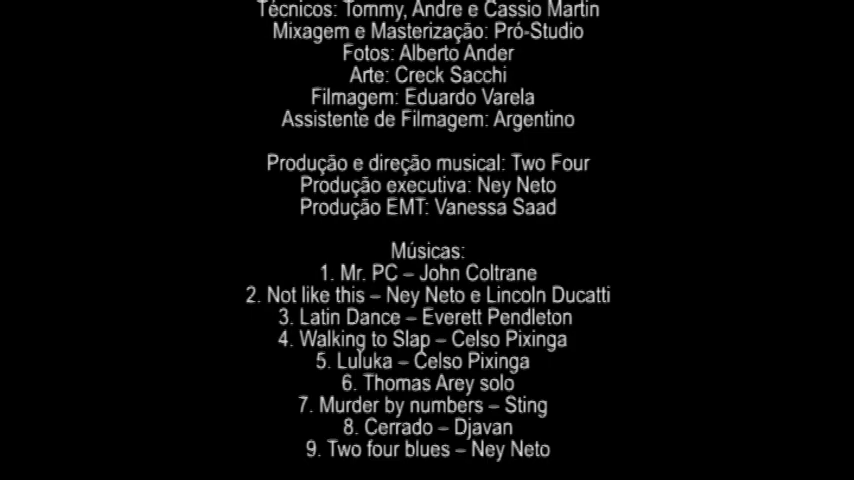 Técnicos: Tommy, Andre e Cassio Martin
Mixagem e Masterização: Pró-Studio
Fotos: Alberto Ander
Arte: Creck Sacchi
Filmagem: Eduardo Varela
Assistente de Filmagem: Argentino
Produção e direção musical: Two Four
Produção executiva: Ney Neto
Produção EMT: Vanessa Saad
Músicas:
1. Mr. PC – John Coltrane
2. Not like this – Ney Neto e Lincoln Ducatti
3. Latin Dance – Everett Pendleton
4. Walking to Slap – Celso Pixinga
5. Luluka – Celso Pixinga
6. Thomas Arey solo
7. Murder by numbers – Sting
8. Cerrado – Djavan
9. Two four blues – Ney Neto